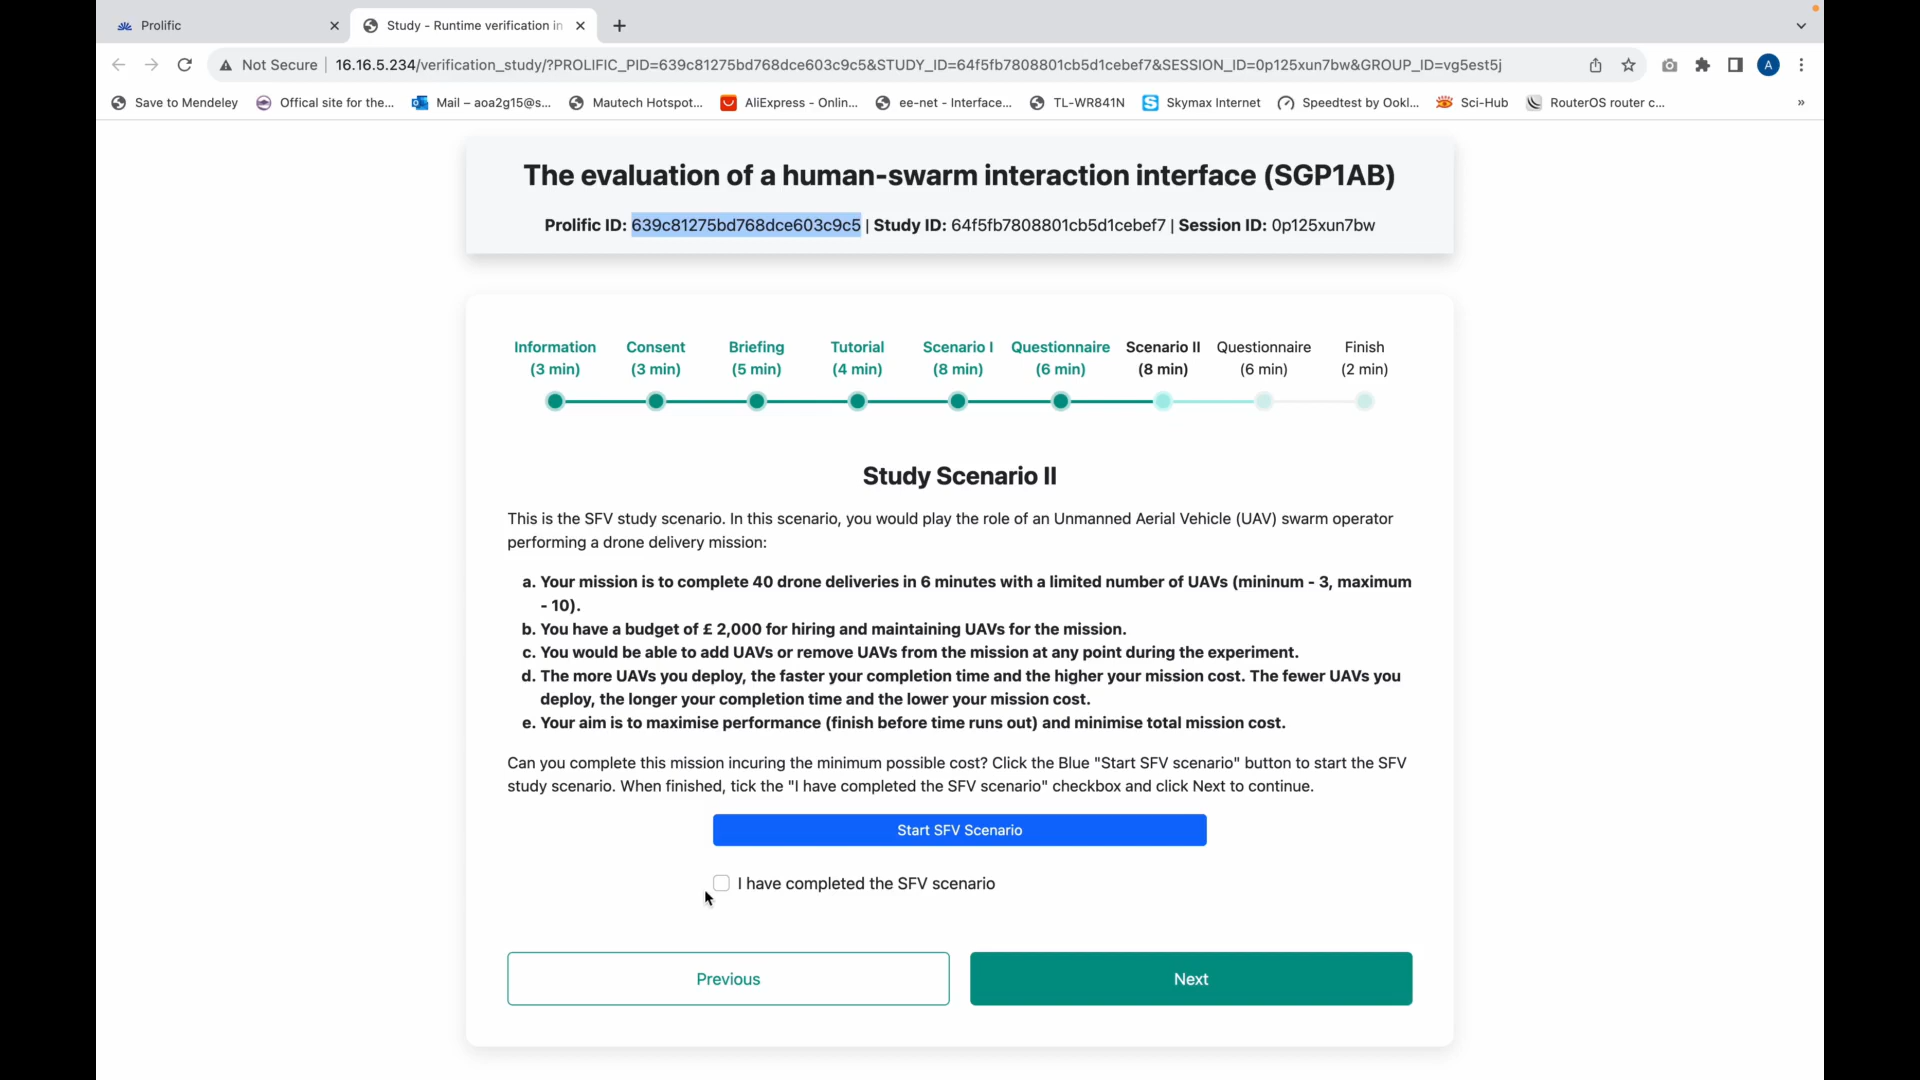 Prolific
Study - Runtime verification in
Not Secure | 16.16.5.234/verification_study/?PROLIFIC_PID=639c81275bd768dce603c9c5&STUDY_ID=64f5fb7808801cb5d1cebef7&SESSION_ID=0p125xun7bw&GROUP_ID=vg5est5j
A
Save to Mendeley Offical site for the... Mail – aoa2g15@s... Mautech Hotspot... AliExpress - Onlin... ee-net - Interface... TL-WR841N Skymax Internet Speedtest by Ookl... Sci-Hub RouterOS router c... »
The evaluation of a human-swarm interaction interface (SGP1AB)
Prolific ID: 639c81275bd768dce603c9c5 | Study ID: 64f5fb7808801cb5d1cebef7 | Session ID: 0p125xun7bw
Information Consent Briefing Tutorial Scenario I Questionnaire Scenario II Questionnaire Finish
(3 min) (3 min) (5 min) (4 min) (8 min) (6 min) (8 min) (6 min) (2 min)
Study Scenario II
This is the SFV study scenario. In this scenario, you would play the role of an Unmanned Aerial Vehicle (UAV) swarm operator
performing a drone delivery mission:
a. Your mission is to complete 40 drone deliveries in 6 minutes with a limited number of UAVs (mininum - 3, maximum
- 10).
b. You have a budget of £ 2,000 for hiring and maintaining UAVs for the mission.
c. You would be able to add UAVs or remove UAVs from the mission at any point during the experiment.
d. The more UAVs you deploy, the faster your completion time and the higher your mission cost. The fewer UAVs you
deploy, the longer your completion time and the lower your mission cost.
e. Your aim is to maximise performance (finish before time runs out) and minimise total mission cost.
Can you complete this mission incuring the minimum possible cost? Click the Blue "Start SFV scenario" button to start the SFV
study scenario. When finished, tick the "I have completed the SFV scenario" checkbox and click Next to continue.
Start SFV Scenario
I have completed the SFV scenario
Previous
Next